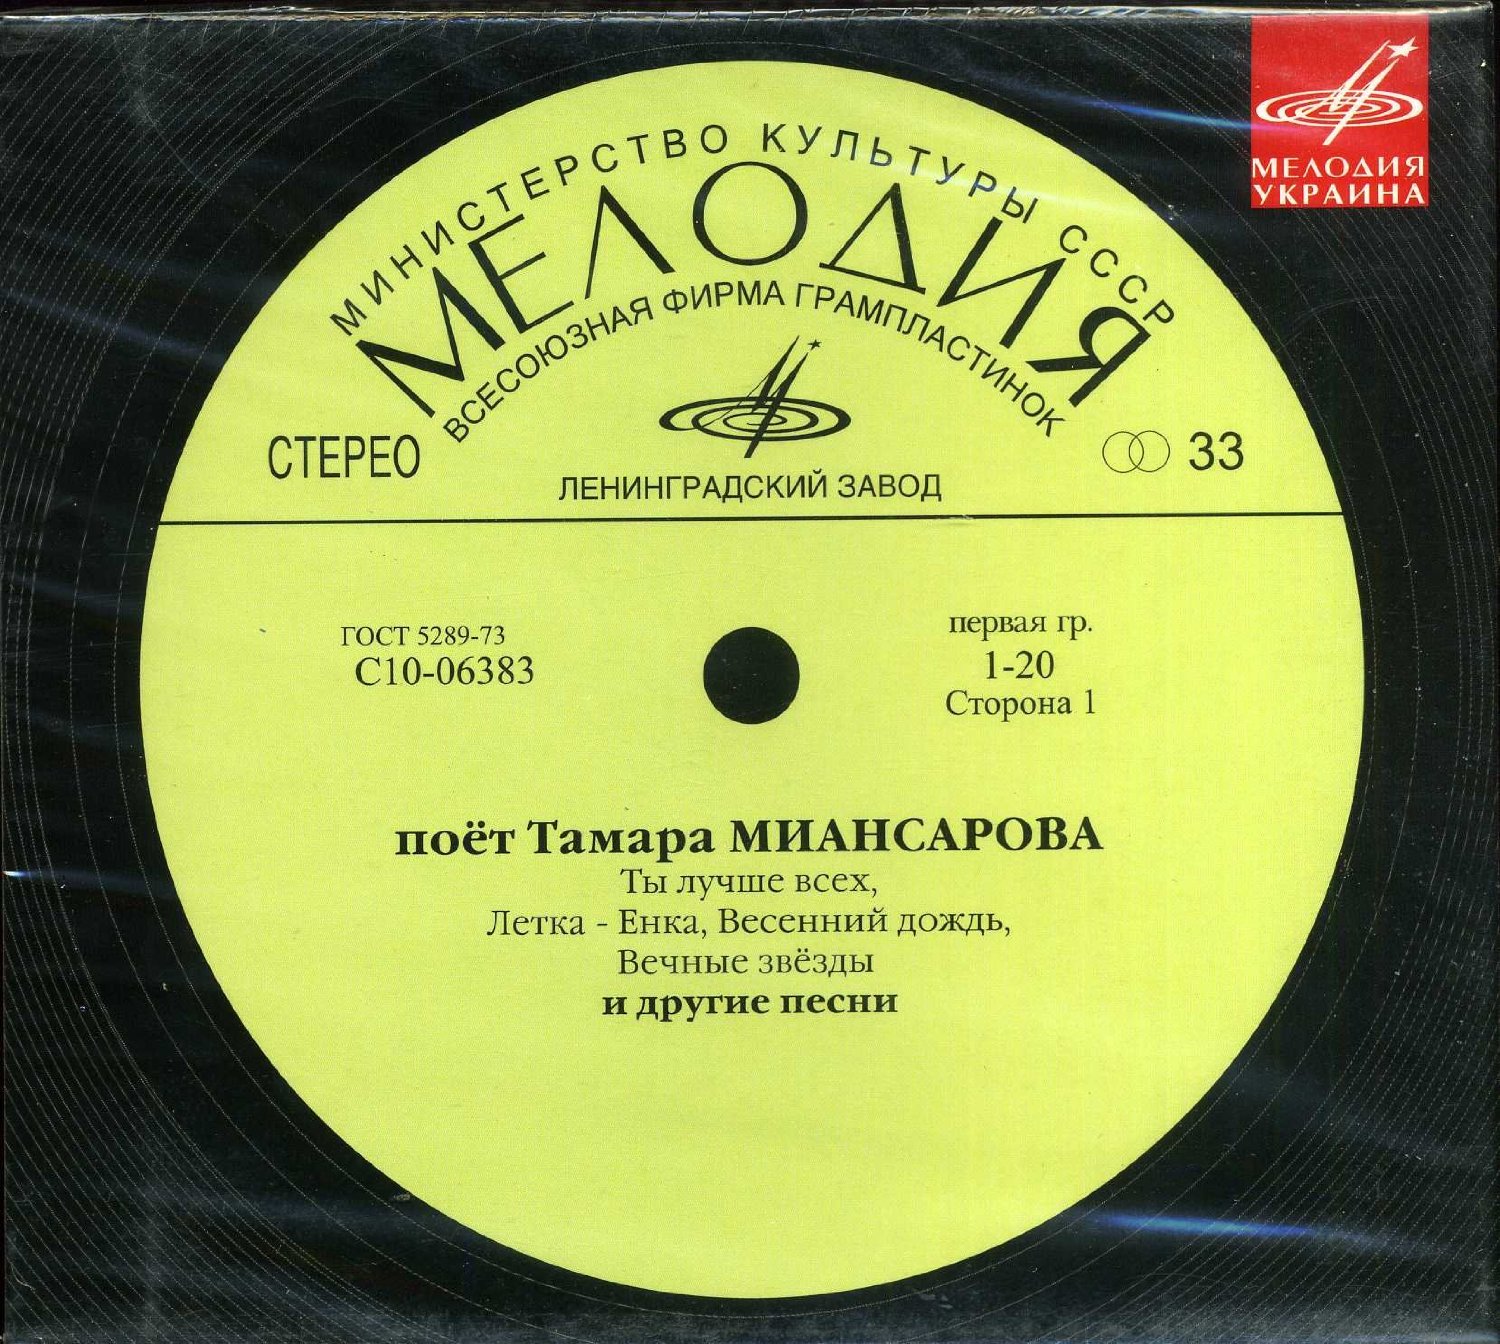 МЕЛОДИЯ
УКРАИНА
МИНИСТЕРСТВО КУЛЬТУРЫ СССР
МЕЛОДИЯ
ВСЕСОЮЗНАЯ ФИРМА ГРАМПЛАСТИНОК
СТЕРЕО
33
ЛЕНИНГРАДСКИЙ ЗАВОД
ГОСТ 5289-73
С10-06383
первая гр.
1-20
Сторона 1
поёт Тамара МИАНСАРОВА
Ты лучше всех,
Летка - Енка, Весенний дождь,
Вечные звёзды
и другие песни